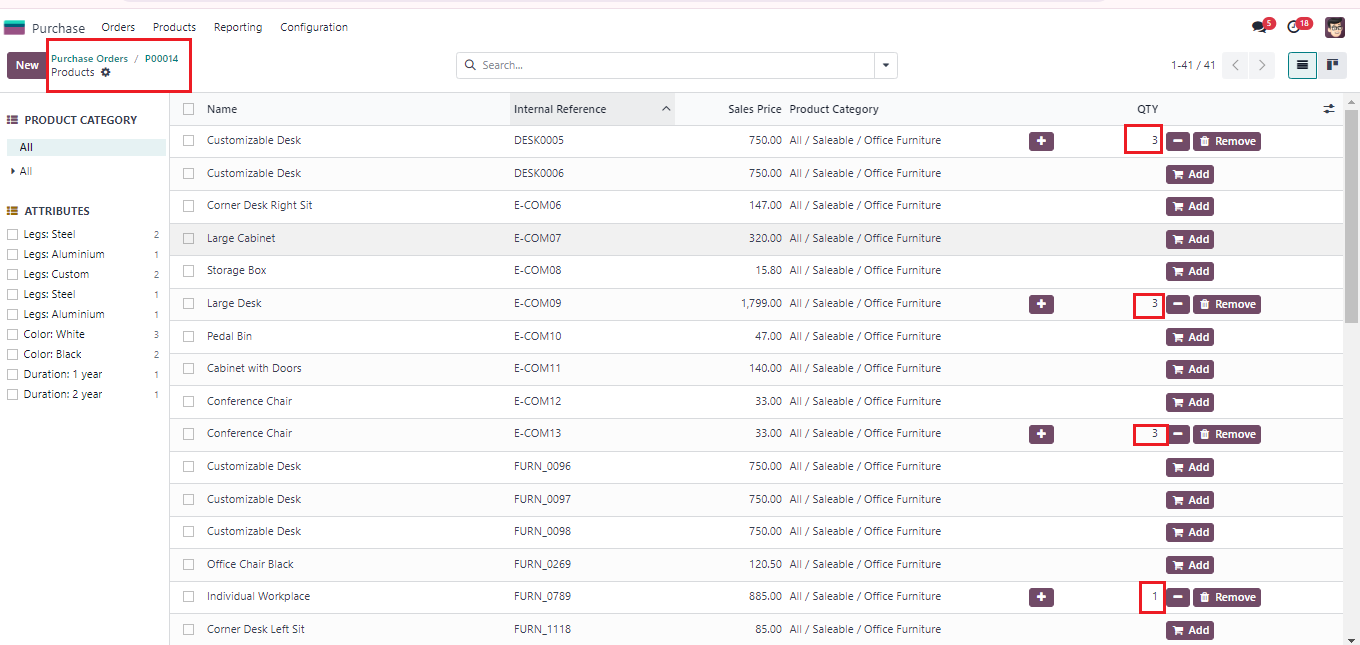 Purchase Orders Products Reporting Configuration 5 18
New Purchase Orders / P00014
Products
Search...
1-41 / 41
PRODUCT CATEGORY
All
All
ATTRIBUTES
Legs: Steel 2
Legs: Aluminium 1
Legs: Custom 2
Legs: Steel 1
Legs: Aluminium 1
Color: White 3
Color: Black 2
Duration: 1 year 1
Duration: 2 year 1
Name Internal Reference Sales Price Product Category QTY
Customizable Desk DESK0005 750.00 All / Saleable / Office Furniture + 3 - Remove
Customizable Desk DESK0006 750.00 All / Saleable / Office Furniture Add
Corner Desk Right Sit E-COM06 147.00 All / Saleable / Office Furniture Add
Large Cabinet E-COM07 320.00 All / Saleable / Office Furniture Add
Storage Box E-COM08 15.80 All / Saleable / Office Furniture Add
Large Desk E-COM09 1,799.00 All / Saleable / Office Furniture + 3 - Remove
Pedal Bin E-COM10 47.00 All / Saleable / Office Furniture Add
Cabinet with Doors E-COM11 140.00 All / Saleable / Office Furniture Add
Conference Chair E-COM12 33.00 All / Saleable / Office Furniture Add
Conference Chair E-COM13 33.00 All / Saleable / Office Furniture + 3 - Remove
Customizable Desk FURN_0096 750.00 All / Saleable / Office Furniture Add
Customizable Desk FURN_0097 750.00 All / Saleable / Office Furniture Add
Customizable Desk FURN_0098 750.00 All / Saleable / Office Furniture Add
Office Chair Black FURN_0269 120.50 All / Saleable / Office Furniture Add
Individual Workplace FURN_0789 885.00 All / Saleable / Office Furniture + 1 - Remove
Corner Desk Left Sit FURN_1118 85.00 All / Saleable / Office Furniture Add